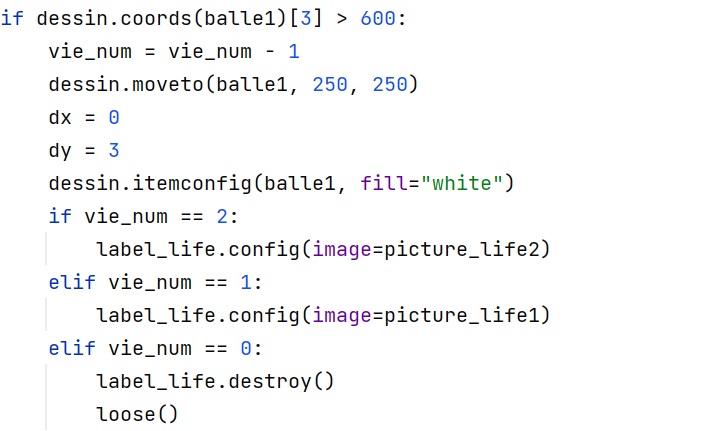 if dessin.coords(balle1)[3] > 600:
    vie_num = vie_num - 1
    dessin.moveto(balle1, 250, 250)
    dx = 0
    dy = 3
    dessin.itemconfig(balle1, fill="white")
    if vie_num == 2:
        label_life.config(image=picture_life2)
    elif vie_num == 1:
        label_life.config(image=picture_life1)
    elif vie_num == 0:
        label_life.destroy()
        loose()